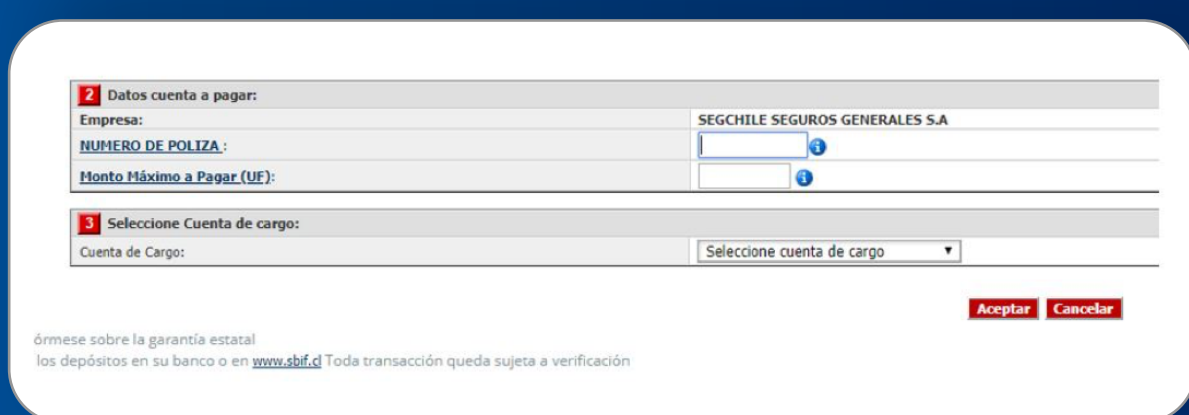 2 Datos cuenta a pagar:
Empresa: SEGCHILE SEGUROS GENERALES S.A
NUMERO DE POLIZA :
Monto Máximo a Pagar (UF):
3 Seleccione Cuenta de cargo:
Cuenta de Cargo: Seleccione cuenta de cargo
Aceptar Cancelar
órmese sobre la garantía estatal
los depósitos en su banco o en www.sbif.cl Toda transacción queda sujeta a verificación